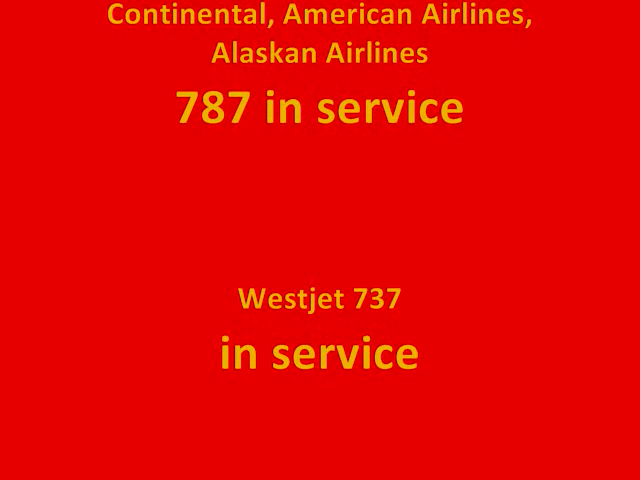 Continental, American Airlines,
Alaskan Airlines
787 in service
Westjet 737
in service